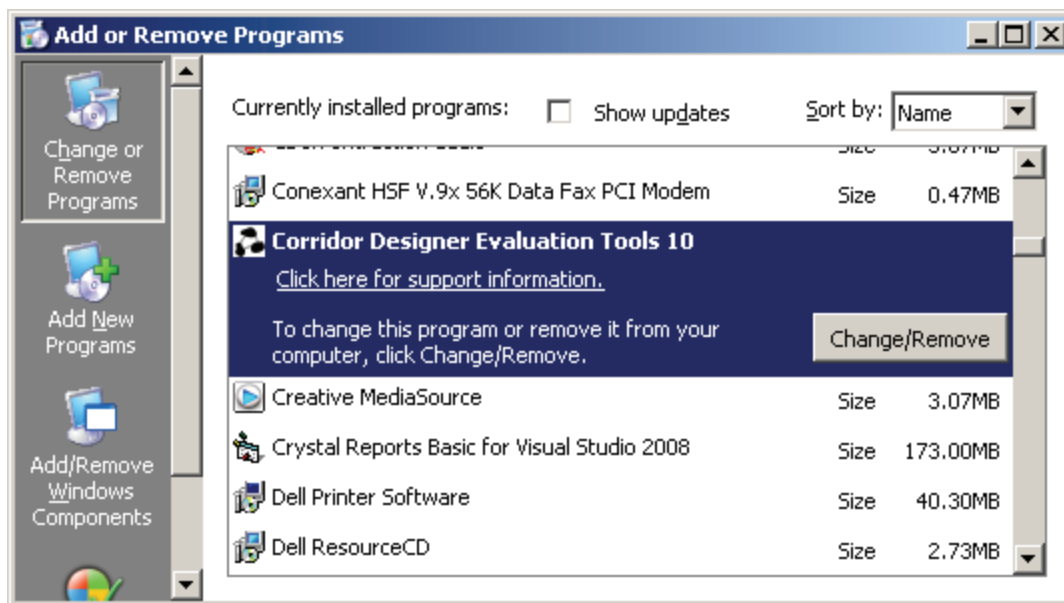 Add or Remove Programs
Change or
Remove
Programs
Add New
Programs
Add/Remove
Windows
Components
Currently installed programs:
Show updates
Sort by:
Name
Conexant HSF V.9x 56K Data Fax PCI Modem
Size
0.47MB
Corridor Designer Evaluation Tools 10
Click here for support information.
To change this program or remove it from your
computer, click Change/Remove.
Change/Remove
Creative MediaSource
Size
3.07MB
Crystal Reports Basic for Visual Studio 2008
Size
173.00MB
Dell Printer Software
Size
40.30MB
Dell ResourceCD
Size
2.73MB